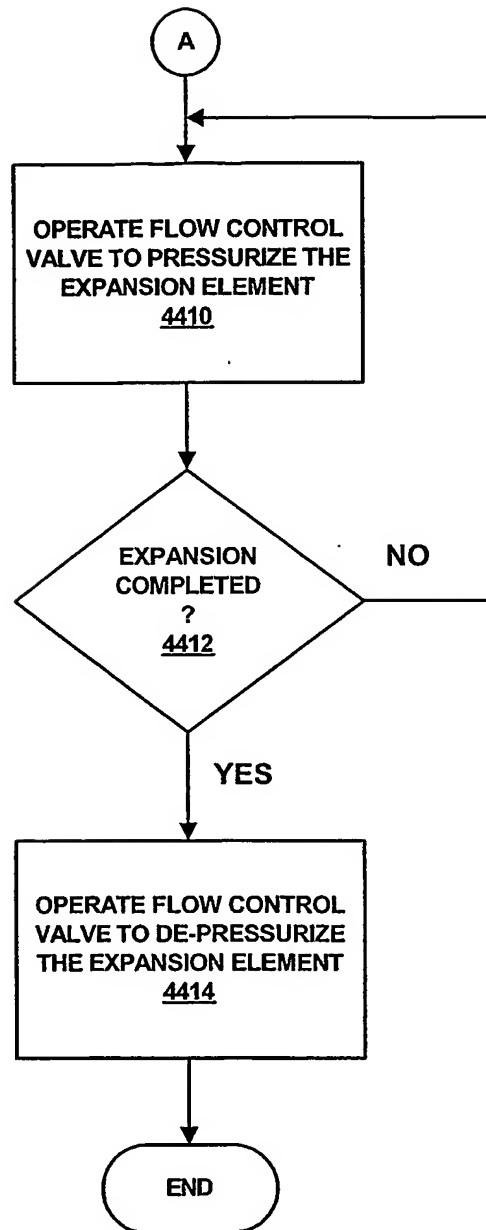 A
OPERATE FLOW CONTROL
VALVE TO PRESSURIZE THE
EXPANSION ELEMENT
4410
EXPANSION
COMPLETED
?
4412
NO
YES
OPERATE FLOW CONTROL
VALVE TO DE-PRESSURIZE
THE EXPANSION ELEMENT
4414
END